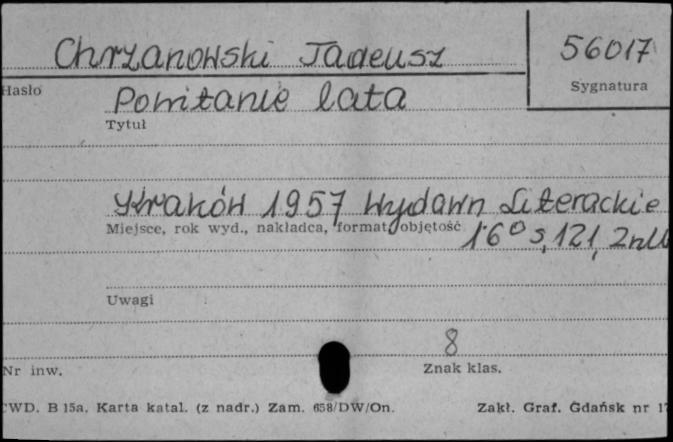 Chrzanowski Tadeusz
56017
Hasło
Sygnatura
Powitanie lata
Tytuł
Kraków 1957 Wydawn Literackie
Miejsce, rok wyd., nakładca, format, objętość
16° s, 121, 2nlb
Uwagi
8
Nr inw.
Znak klas.
CWD. B 15a. Karta katal. (z nadr.) Zam. 658/DW/On.
Zakł. Graf. Gdańsk nr 17